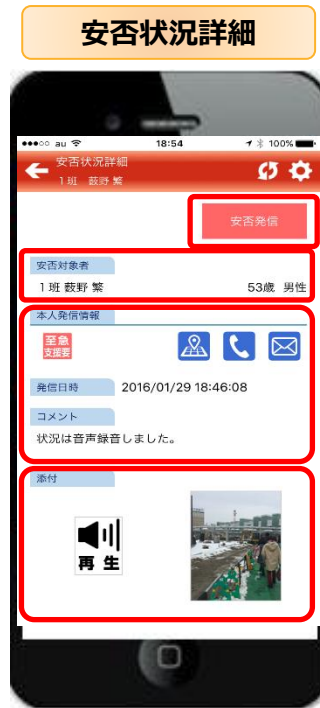 安否状況詳細
au 18:54 100%
安否状況詳細
1班 薮野 繁
安否発信
安否対象者
1班 薮野 繁 53歳 男性
本人発信情報
至急
支援要
発信日時 2016/01/29 18:46:08
コメント
状況は音声録音しました。
添付
再生